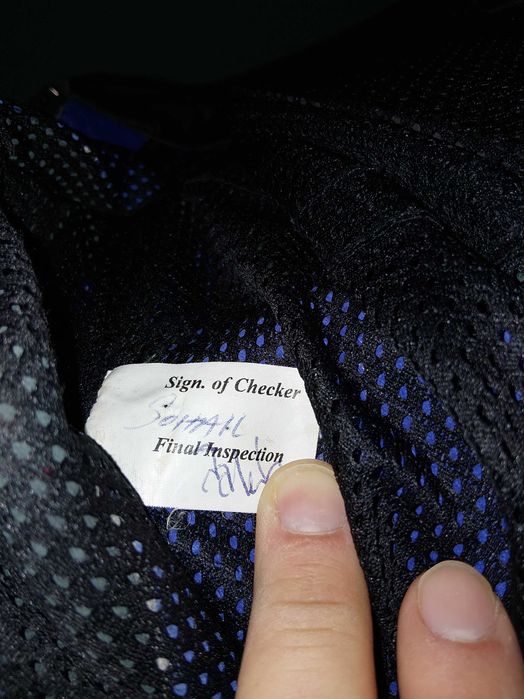 Sign. of Checker
SOHAIL
Final Inspection